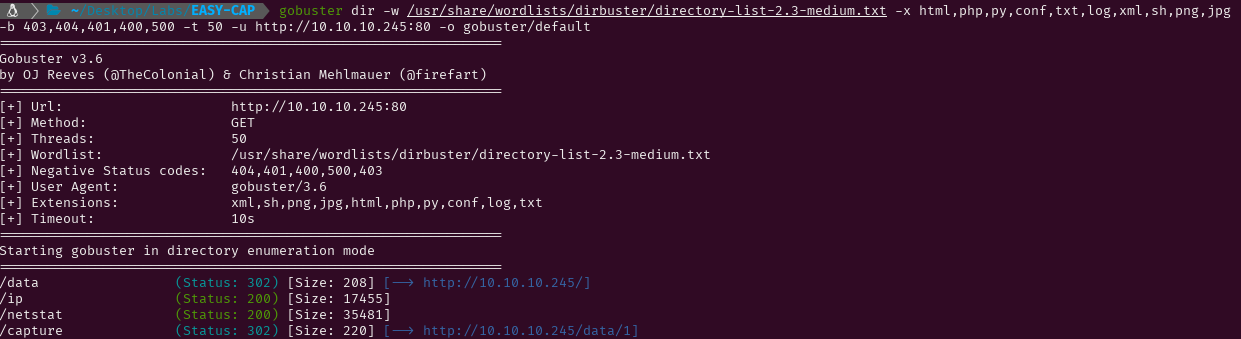 ~/Desktop/Labs/EASY-CAP gobuster dir -w /usr/share/wordlists/dirbuster/directory-list-2.3-medium.txt -x html,php,py,conf,txt,log,xml,sh,png,jpg
-b 403,404,401,400,500 -t 50 -u http://10.10.10.245:80 -o gobuster/default
===============================================================
Gobuster v3.6
by OJ Reeves (@TheColonial) & Christian Mehlmauer (@firefart)
===============================================================
[+] Url:                     http://10.10.10.245:80
[+] Method:                  GET
[+] Threads:                 50
[+] Wordlist:                /usr/share/wordlists/dirbuster/directory-list-2.3-medium.txt
[+] Negative Status codes:   404,401,400,500,403
[+] User Agent:              gobuster/3.6
[+] Extensions:              xml,sh,png,jpg,html,php,py,conf,log,txt
[+] Timeout:                 10s
===============================================================
Starting gobuster in directory enumeration mode
===============================================================
/data                 (Status: 302) [Size: 208] [--> http://10.10.10.245/]
/ip                   (Status: 200) [Size: 17455]
/netstat              (Status: 200) [Size: 35481]
/capture              (Status: 302) [Size: 220] [--> http://10.10.10.245/data/1]